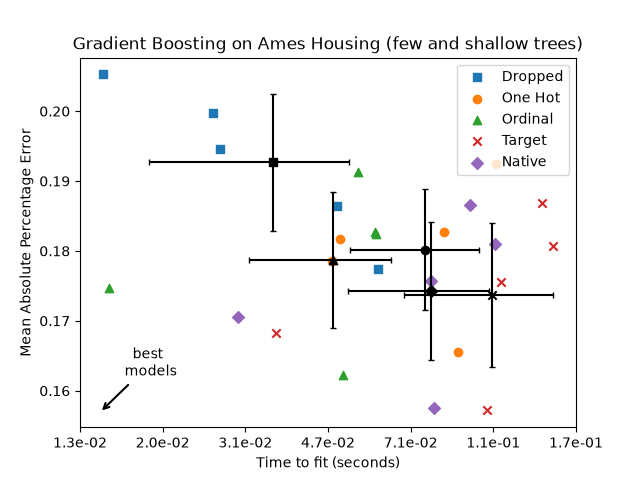 Gradient Boosting on Ames Housing (few and shallow trees)
Mean Absolute Percentage Error
0.20
0.19
0.18
0.17
0.16
Dropped
One Hot
Ordinal
Target
Native
best
models
1.3e-02
2.0e-02
3.1e-02
4.7e-02
7.1e-02
1.1e-01
1.7e-01
Time to fit (seconds)